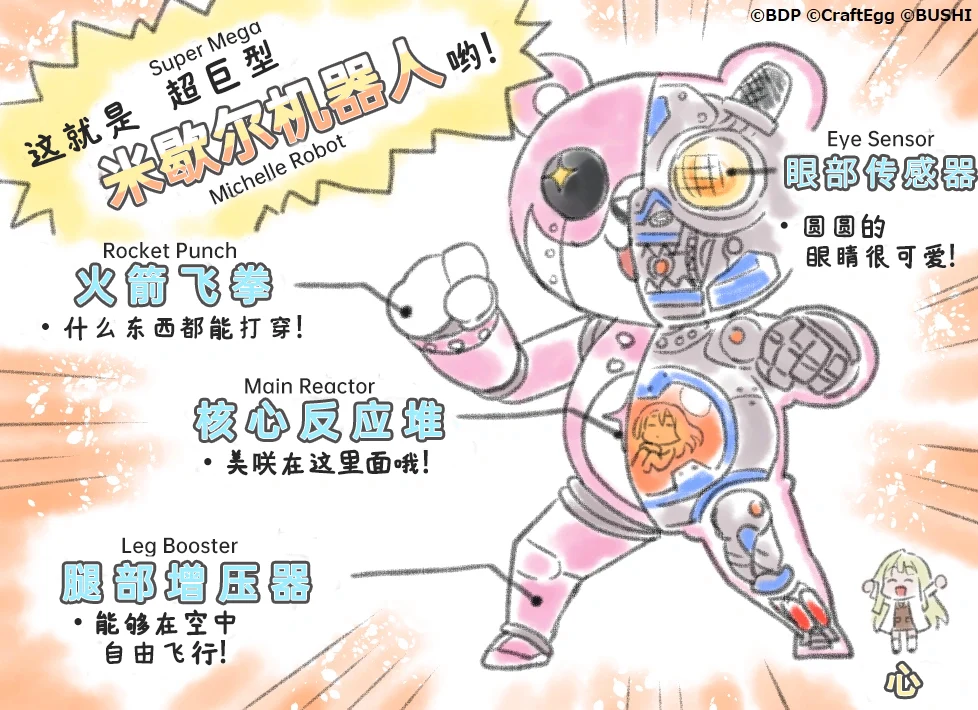 ©BDP ©CraftEgg ©BUSHI
Super Mega
这就是 超巨型
米歇尔机器人哟!
Michelle Robot
Eye Sensor
眼部传感器
• 圆圆的
眼睛很可爱!
Rocket Punch
火箭飞拳
• 什么东西都能打穿!
Main Reactor
核心反应堆
• 美咲在这里面哦!
Leg Booster
腿部增压器
• 能够在空中
自由飞行!
心